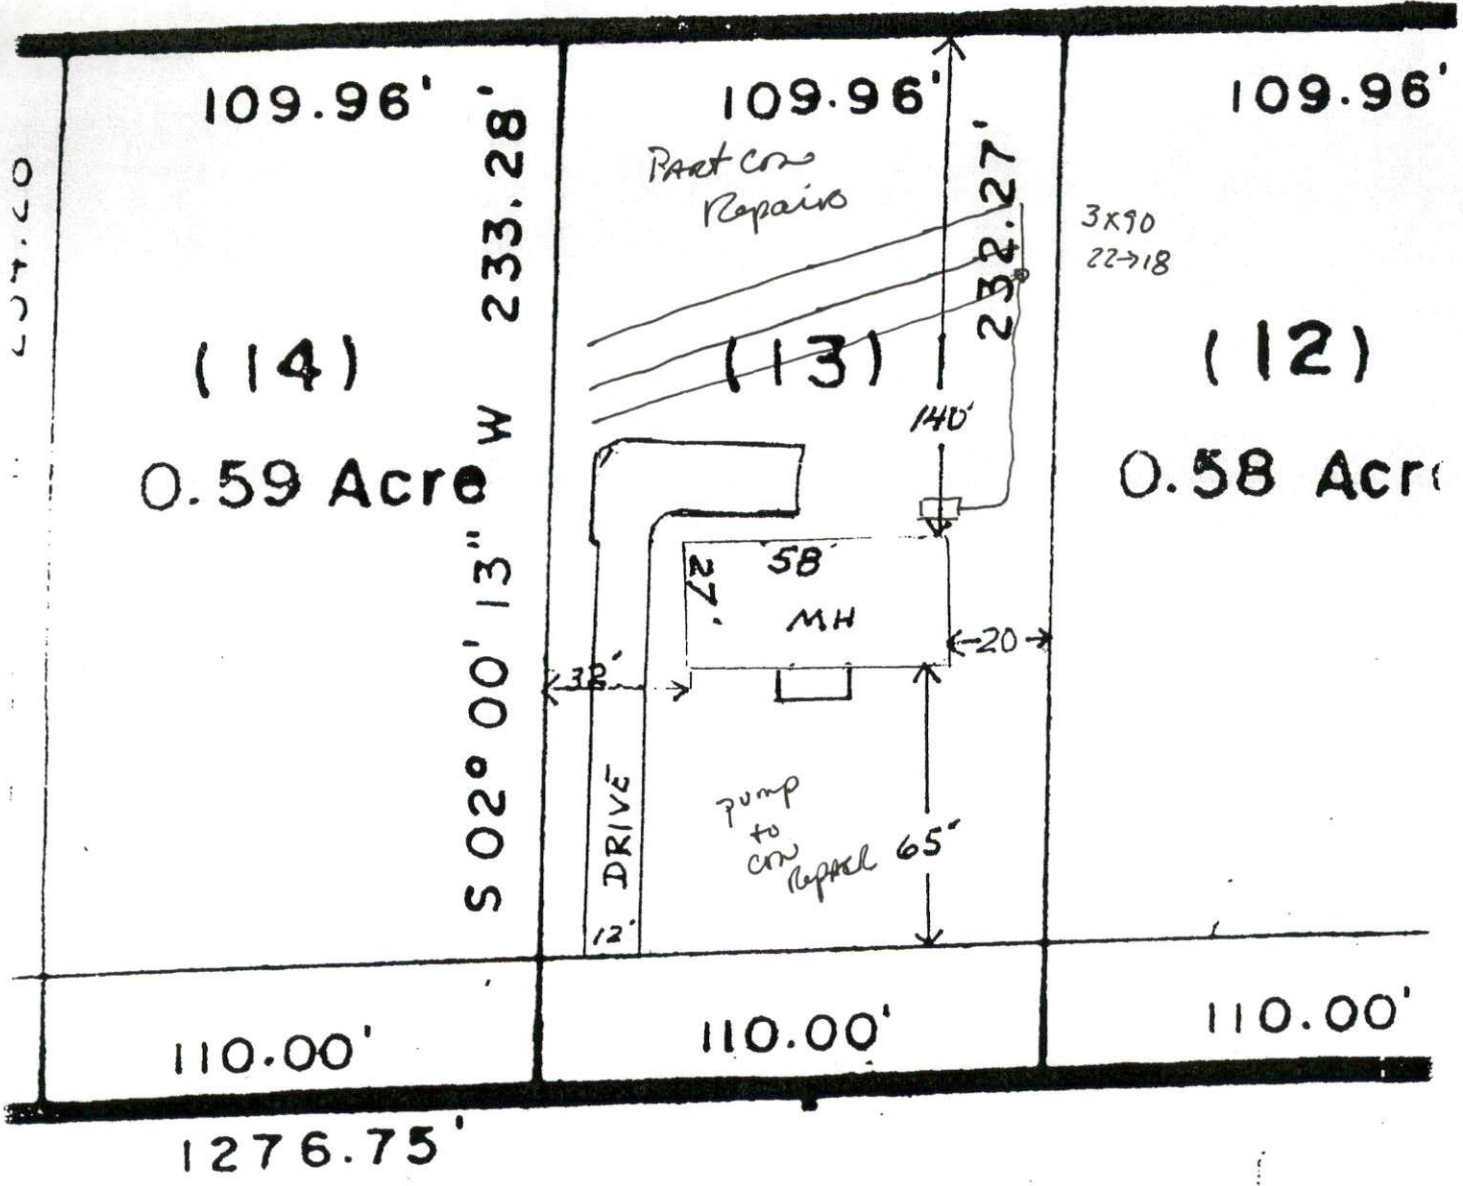 109.96'
109.96'
109.96'
233.28'
232.27'
Part Con
Repairs
3x90
22→18
(14)
(13)
(12)
140'
0.59 Acre
0.58 Acr
S 02° 00' 13" W
58'
27'
MH
20
32'
DRIVE
pump
to
con
Repair
65'
12'
110.00'
110.00'
110.00'
1276.75'